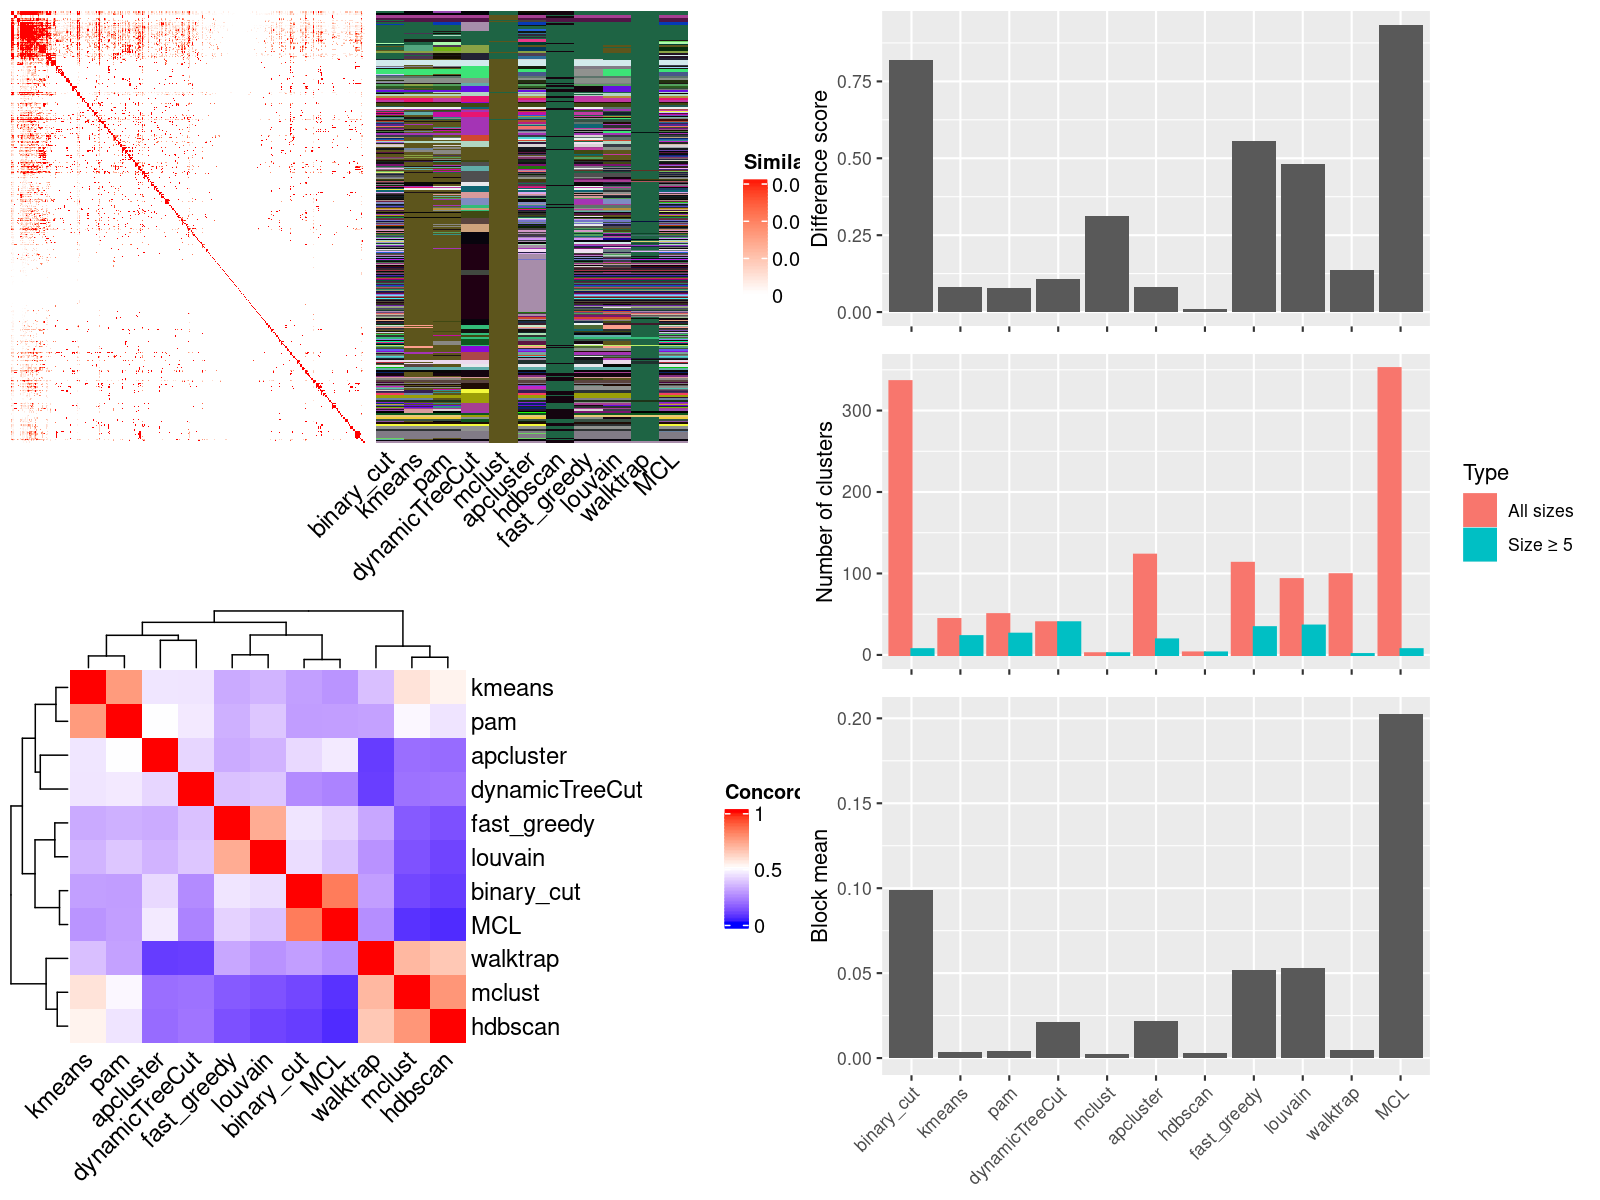 Simila
0.0
0.0
0.0
0
binary_cut
kmeans
pam
dynamicTreeCut
mclust
apcluster
hdbscan
fast_greedy
louvain
walktrap
MCL
kmeans
pam
apcluster
dynamicTreeCut
fast_greedy
louvain
binary_cut
MCL
walktrap
mclust
hdbscan
kmeans
pam
apcluster
dynamicTreeCut
fast_greedy
louvain
binary_cut
MCL
walktrap
mclust
hdbscan
Concord
1
0.5
0
Difference score
0.75
0.50
0.25
0.00
Number of clusters
300
200
100
0
Type
All sizes
Size ≥ 5
Block mean
0.20
0.15
0.10
0.05
0.00
binary_cut
kmeans
pam
dynamicTreeCut
mclust
apcluster
hdbscan
fast_greedy
louvain
walktrap
MCL